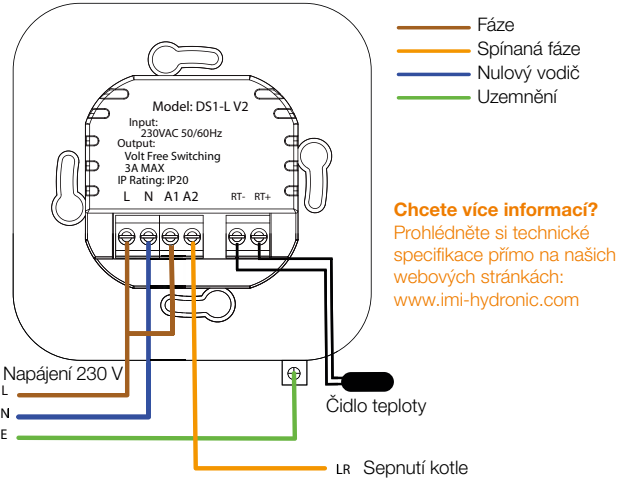 Fáze
Spínaná fáze
Nulový vodič
Uzemnění
Model: DS1-L V2
Input:
230VAC 50/60Hz
Output:
Volt Free Switching
3A MAX
IP Rating: IP20
L N A1 A2 RT- RT+
Chcete více informací?
Prohlédněte si technické
specifikace přímo na našich
webových stránkách:
www.imi-hydronic.com
Napájení 230 V
L
N
E
Čidlo teploty
LR Sepnutí kotle